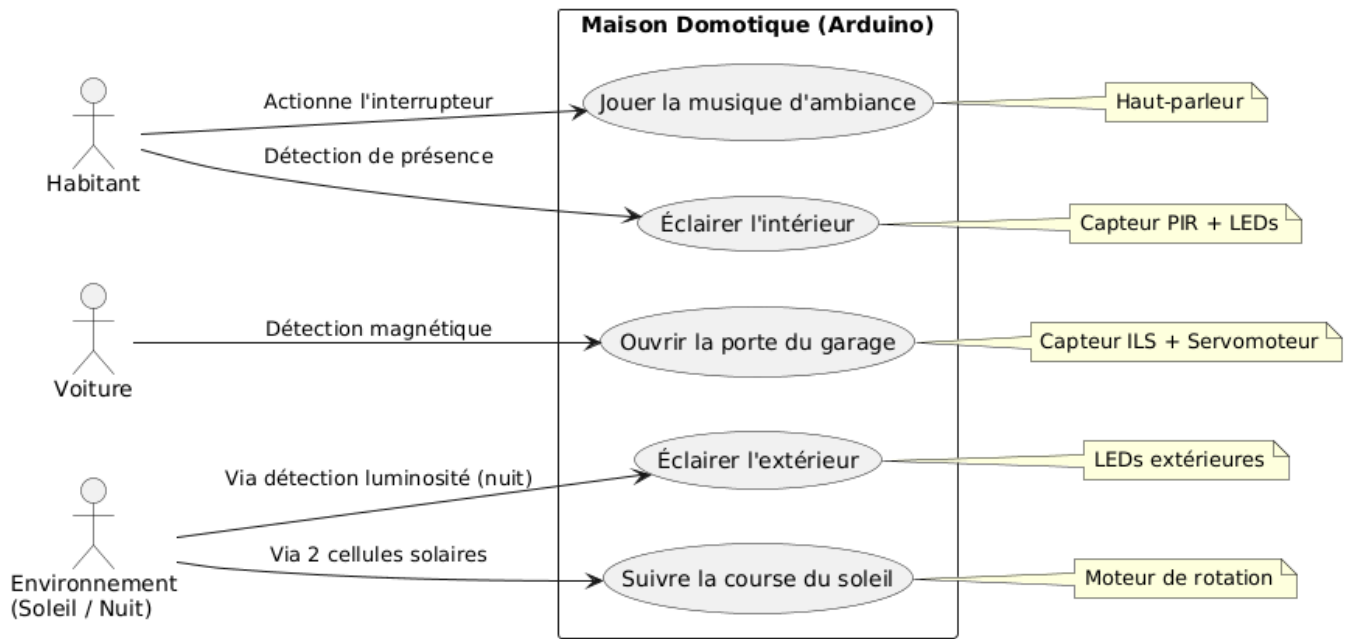 Maison Domotique (Arduino)
Actionne l'interrupteur
Jouer la musique d'ambiance
Haut-parleur
Détection de présence
Habitant
Éclairer l'intérieur
Capteur PIR + LEDs
Détection magnétique
Ouvrir la porte du garage
Capteur ILS + Servomoteur
Voiture
Via détection luminosité (nuit)
Éclairer l'extérieur
LEDs extérieures
Via 2 cellules solaires
Suivre la course du soleil
Moteur de rotation
Environnement
(Soleil / Nuit)